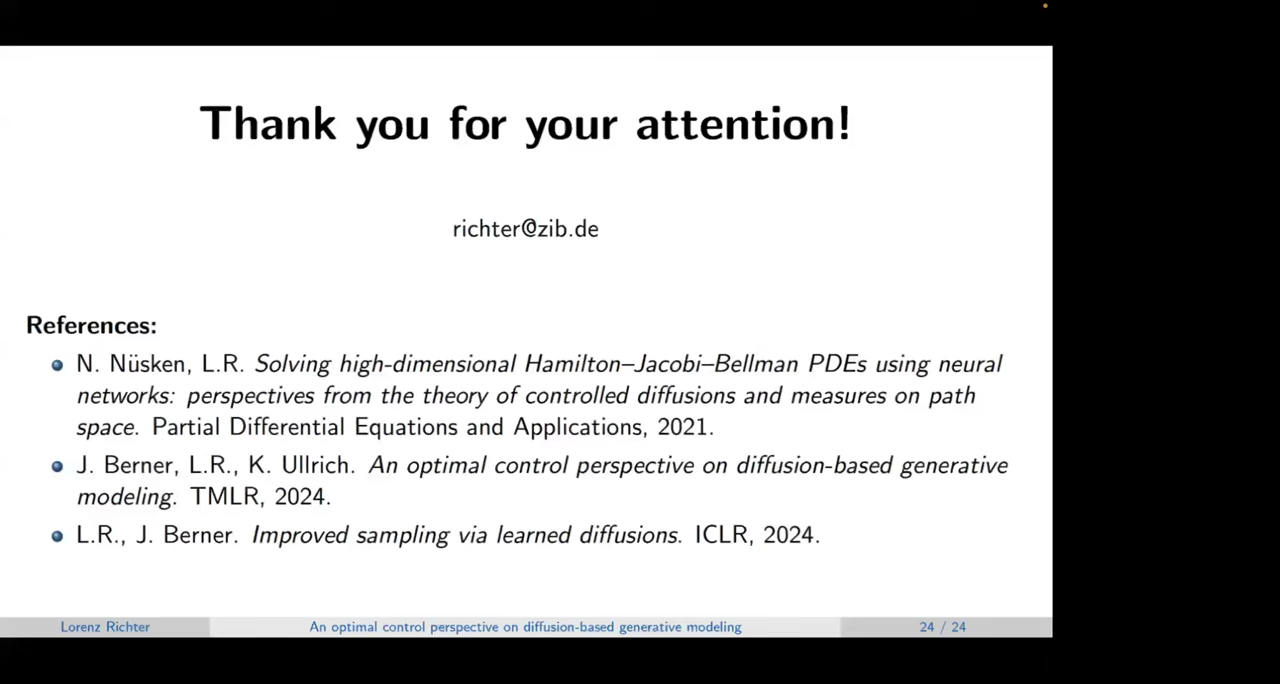 Thank you for your attention!
richter@zib.de
References:
N. Nüsken, L.R. Solving high-dimensional Hamilton–Jacobi–Bellman PDEs using neural
networks: perspectives from the theory of controlled diffusions and measures on path
space. Partial Differential Equations and Applications, 2021.
J. Berner, L.R., K. Ullrich. An optimal control perspective on diffusion-based generative
modeling. TMLR, 2024.
L.R., J. Berner. Improved sampling via learned diffusions. ICLR, 2024.
Lorenz Richter
An optimal control perspective on diffusion-based generative modeling
24 / 24